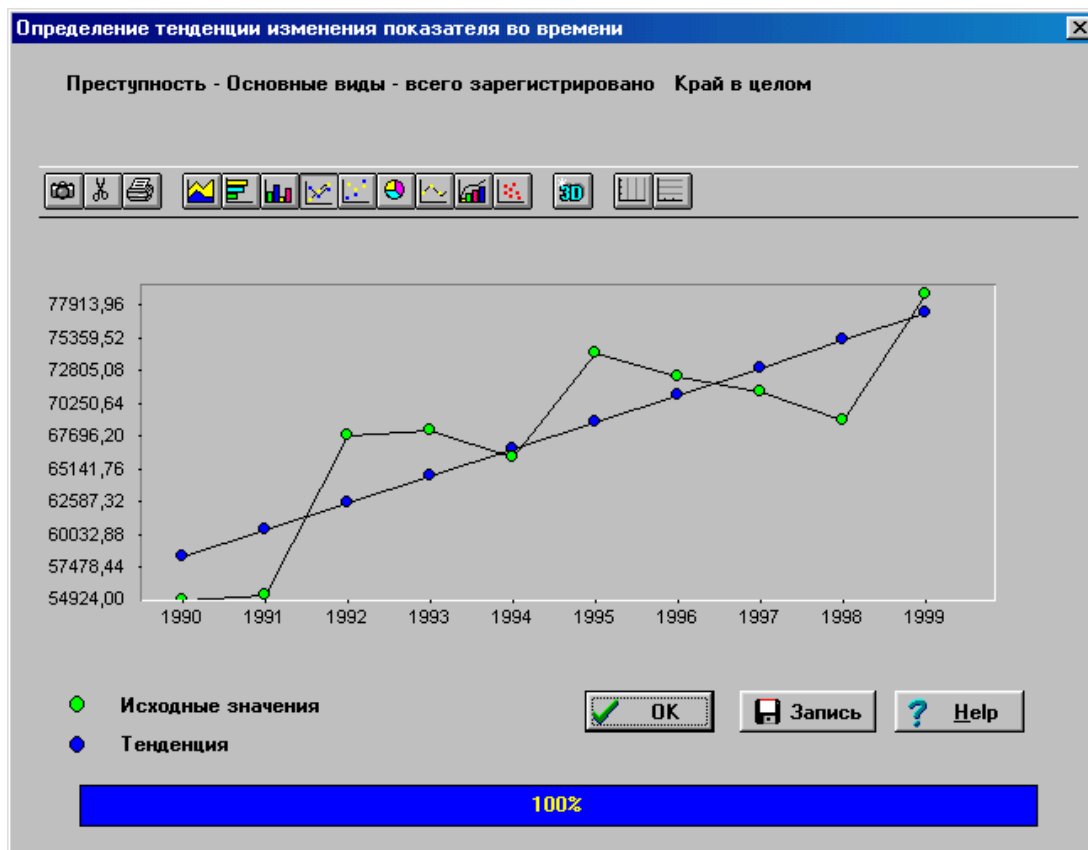 Определение тенденции изменения показателя во времени
Преступность - Основные виды - всего зарегистрировано Край в целом
3D
77913,96
75359,52
72805,08
70250,64
67696,20
65141,76
62587,32
60032,88
57478,44
54924,00
1990 1991 1992 1993 1994 1995 1996 1997 1998 1999
Исходные значения
Тенденция
OK Запись Help
100%